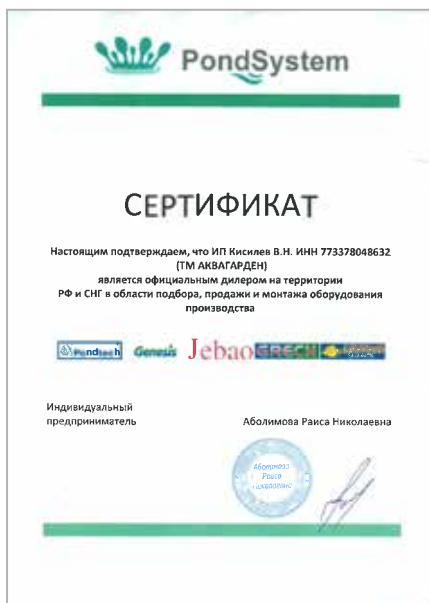 PondSystem
СЕРТИФИКАТ
Настоящим подтверждаем, что ИП Кисилев В.Н. ИНН 773378048632
(ТМ АКВАГАРДЕН)
является официальным дилером на территории
РФ и СНГ в области подбора, продажи и монтажа оборудования
производства
Pondtech Genesis Jebao
Индивидуальный
предприниматель Аболимова Раиса Николаевна
Аболимова
Раиса
Николаевна